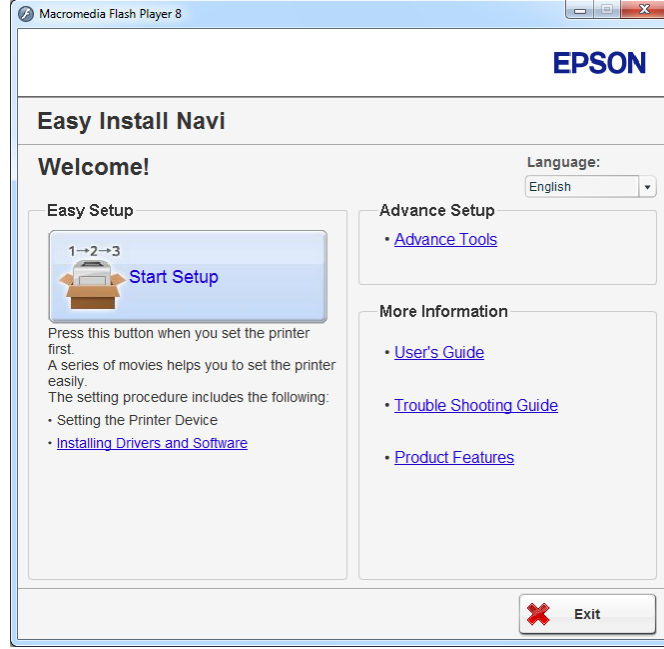 Macromedia Flash Player 8
EPSON
Easy Install Navi
Welcome!
Language:
English
Easy Setup
1→2→3
Start Setup
Press this button when you set the printer
first.
A series of movies helps you to set the printer
easily.
The setting procedure includes the following:
• Setting the Printer Device
• Installing Drivers and Software
Advance Setup
• Advance Tools
More Information
• User's Guide
• Trouble Shooting Guide
• Product Features
Exit